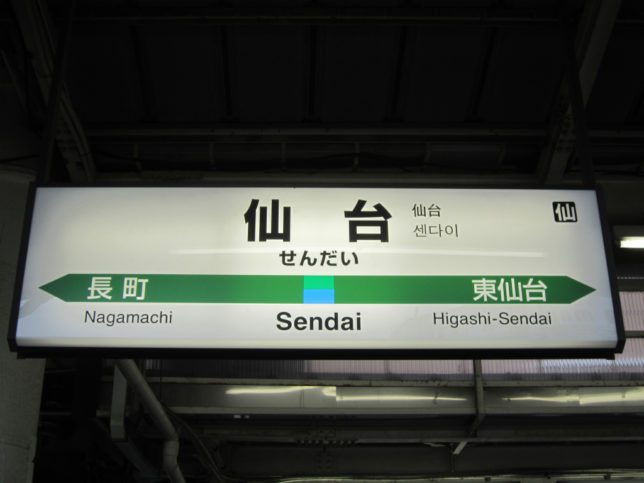 仙台
仙台
센다이
仙
せんだい
長町
東仙台
Nagamachi
Sendai
Higashi-Sendai